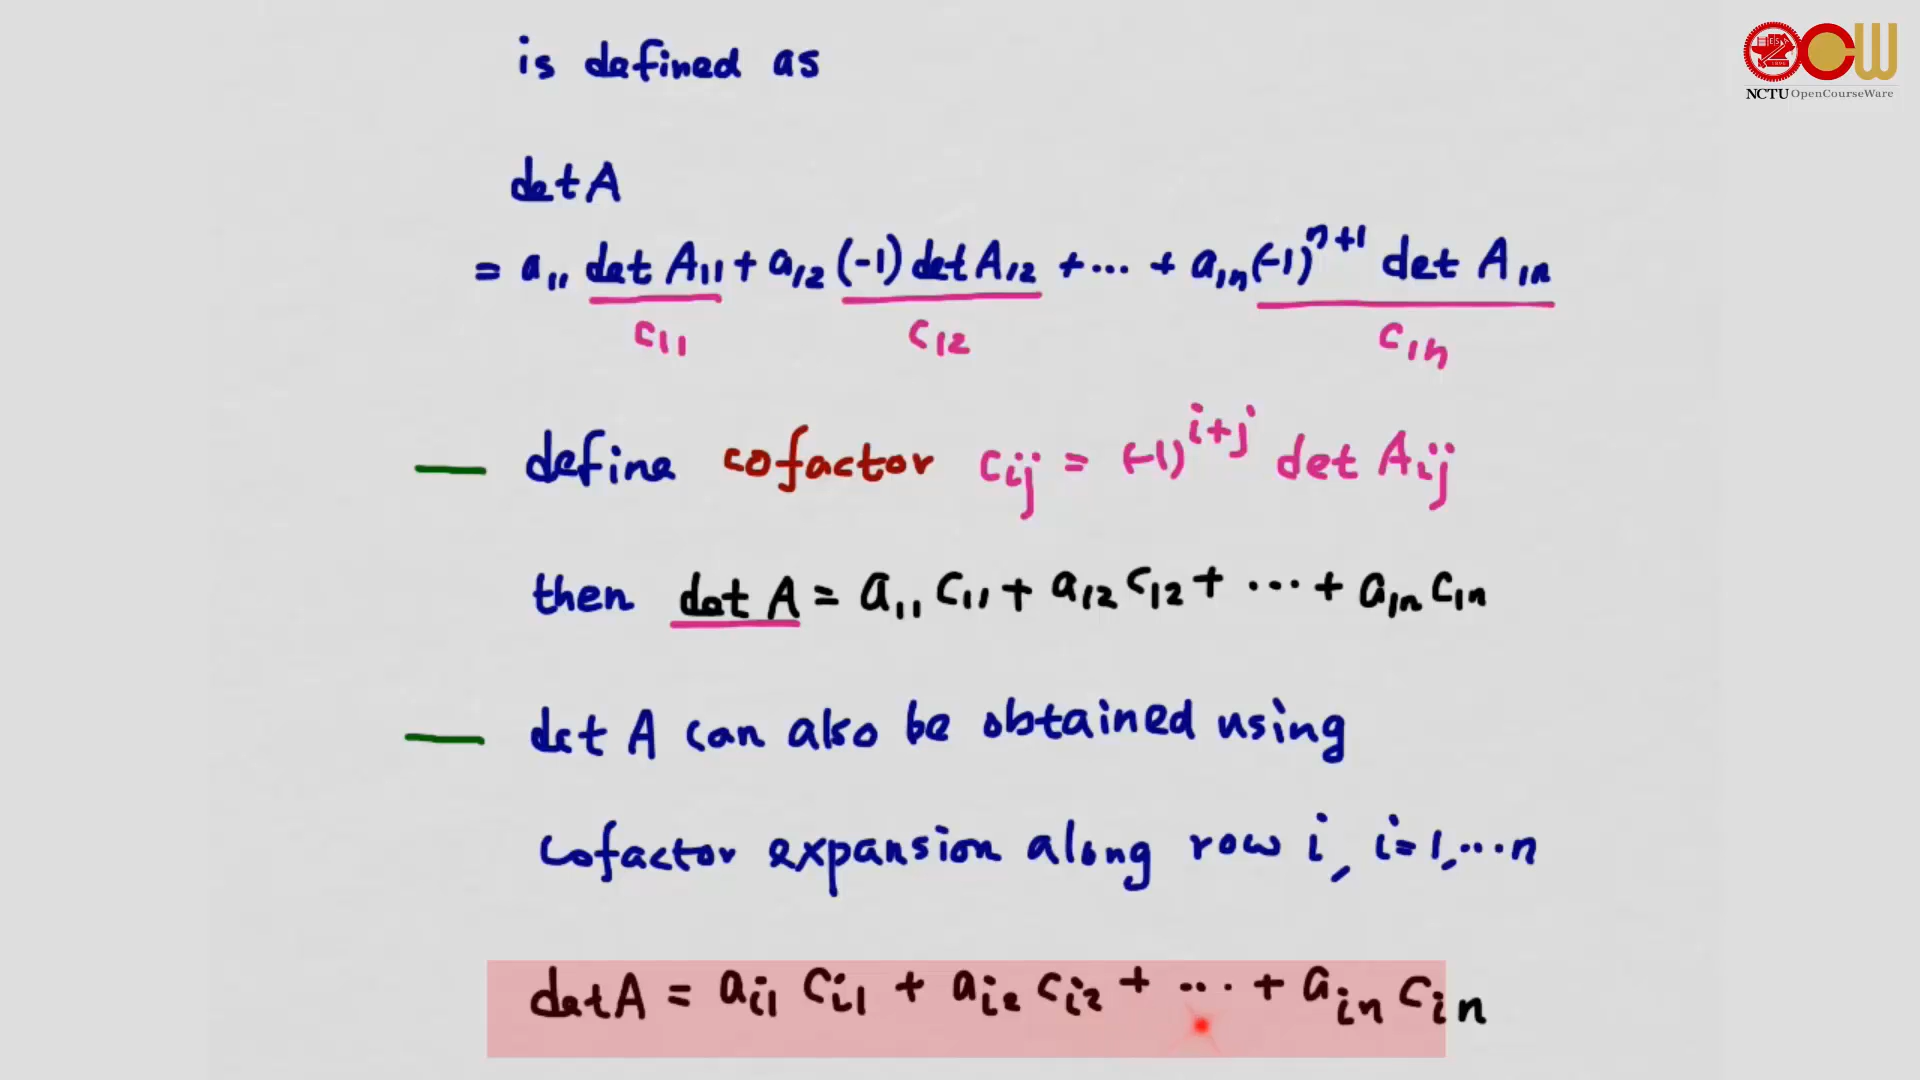 is defined as
NCTU OpenCourseWare
det A
= a₁₁ det A₁₁ + a₁₂ (-1) det A₁₂ + ... + a₁ₙ (-1)ⁿ⁺¹ det A₁ₙ
c₁₁ c₁₂ c₁ₙ
— define cofactor cᵢⱼ = (-1)ⁱ⁺ʲ det Aᵢⱼ
then det A = a₁₁ c₁₁ + a₁₂ c₁₂ + ... + a₁ₙ c₁ₙ
— det A can also be obtained using
cofactor expansion along row i, i=1,...n
det A = aᵢ₁ cᵢ₁ + aᵢ₂ cᵢ₂ + ... + aᵢₙ cᵢₙ